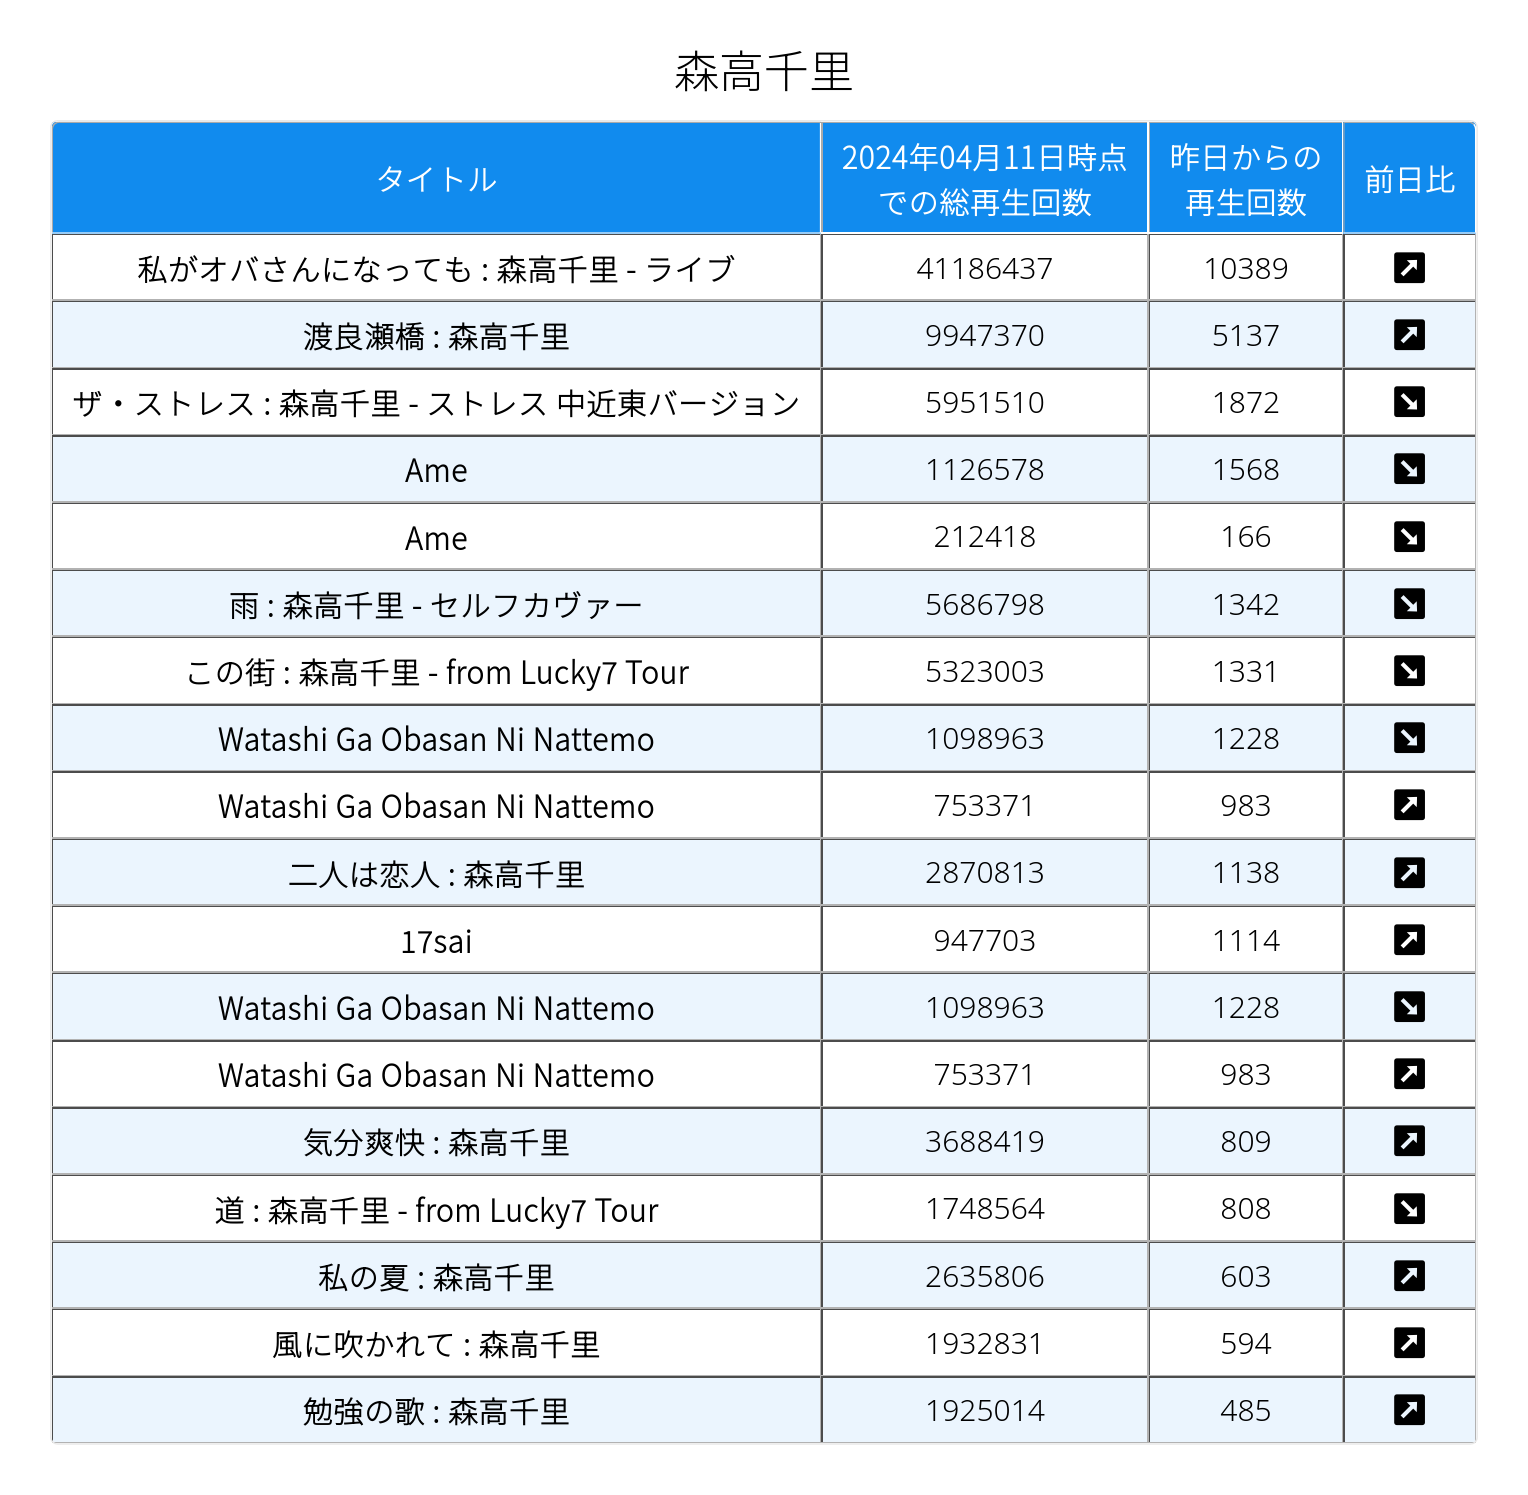 森高千里
タイトル 2024年04月11日時点での総再生回数 昨日からの再生回数 前日比
私がオバさんになっても : 森高千里 - ライブ 41186437 10389
渡良瀬橋 : 森高千里 9947370 5137
ザ・ストレス : 森高千里 - ストレス 中近東バージョン 5951510 1872
Ame 1126578 1568
Ame 212418 166
雨 : 森高千里 - セルフカヴァー 5686798 1342
この街 : 森高千里 - from Lucky7 Tour 5323003 1331
Watashi Ga Obasan Ni Nattemo 1098963 1228
Watashi Ga Obasan Ni Nattemo 753371 983
二人は恋人 : 森高千里 2870813 1138
17sai 947703 1114
Watashi Ga Obasan Ni Nattemo 1098963 1228
Watashi Ga Obasan Ni Nattemo 753371 983
気分爽快 : 森高千里 3688419 809
道 : 森高千里 - from Lucky7 Tour 1748564 808
私の夏 : 森高千里 2635806 603
風に吹かれて : 森高千里 1932831 594
勉強の歌 : 森高千里 1925014 485